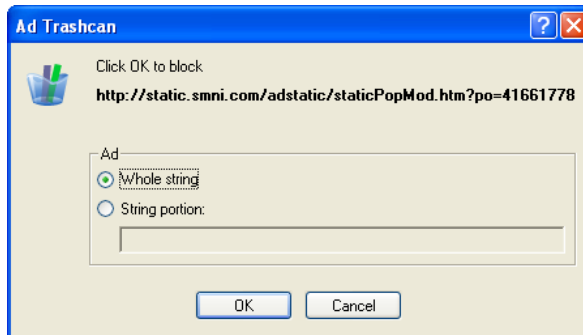 Ad Trashcan
Click OK to block
http://static.smni.com/adstatic/staticPopMod.htm?po=41661778
Ad
Whole string
String portion:
OK
Cancel